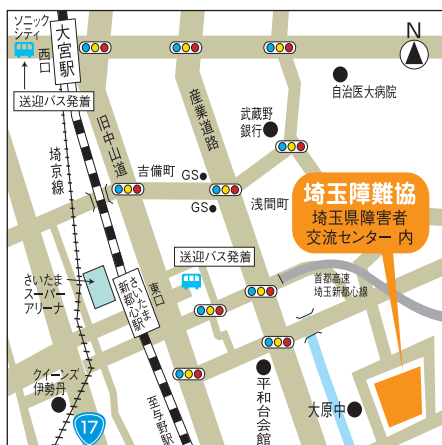 ソニック
シティ
西口
大宮駅
N
送迎バス発着
自治医大病院
産業道路
武蔵野
銀行
旧中山道
埼京線
吉備町
GS
GS
浅間町
埼玉障難協
埼玉県障害者
交流センター 内
送迎バス発着
さいたま
スーパー
アリーナ
さいたま
新都心駅
東口
首都高速
埼玉新都心線
クイーンズ
伊勢丹
17
至与野駅
平和台会館
大原中